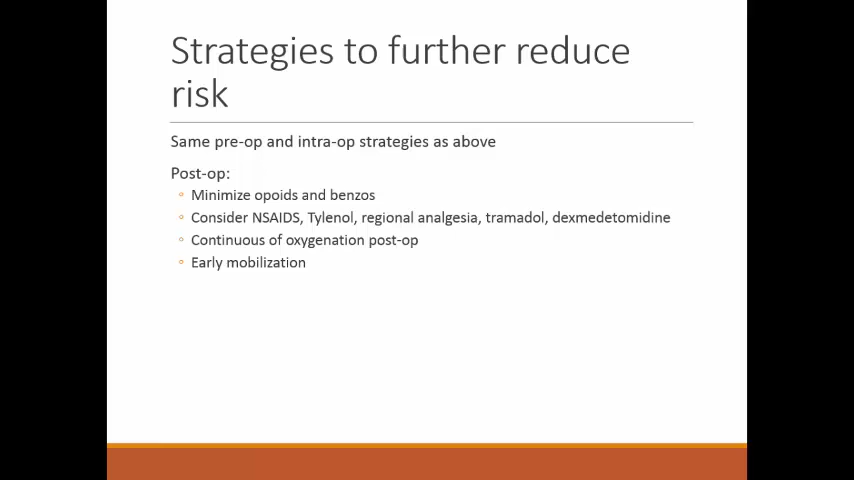 Strategies to further reduce
risk
Same pre-op and intra-op strategies as above
Post-op:
Minimize opoids and benzos
Consider NSAIDS, Tylenol, regional analgesia, tramadol, dexmedetomidine
Continuous of oxygenation post-op
Early mobilization